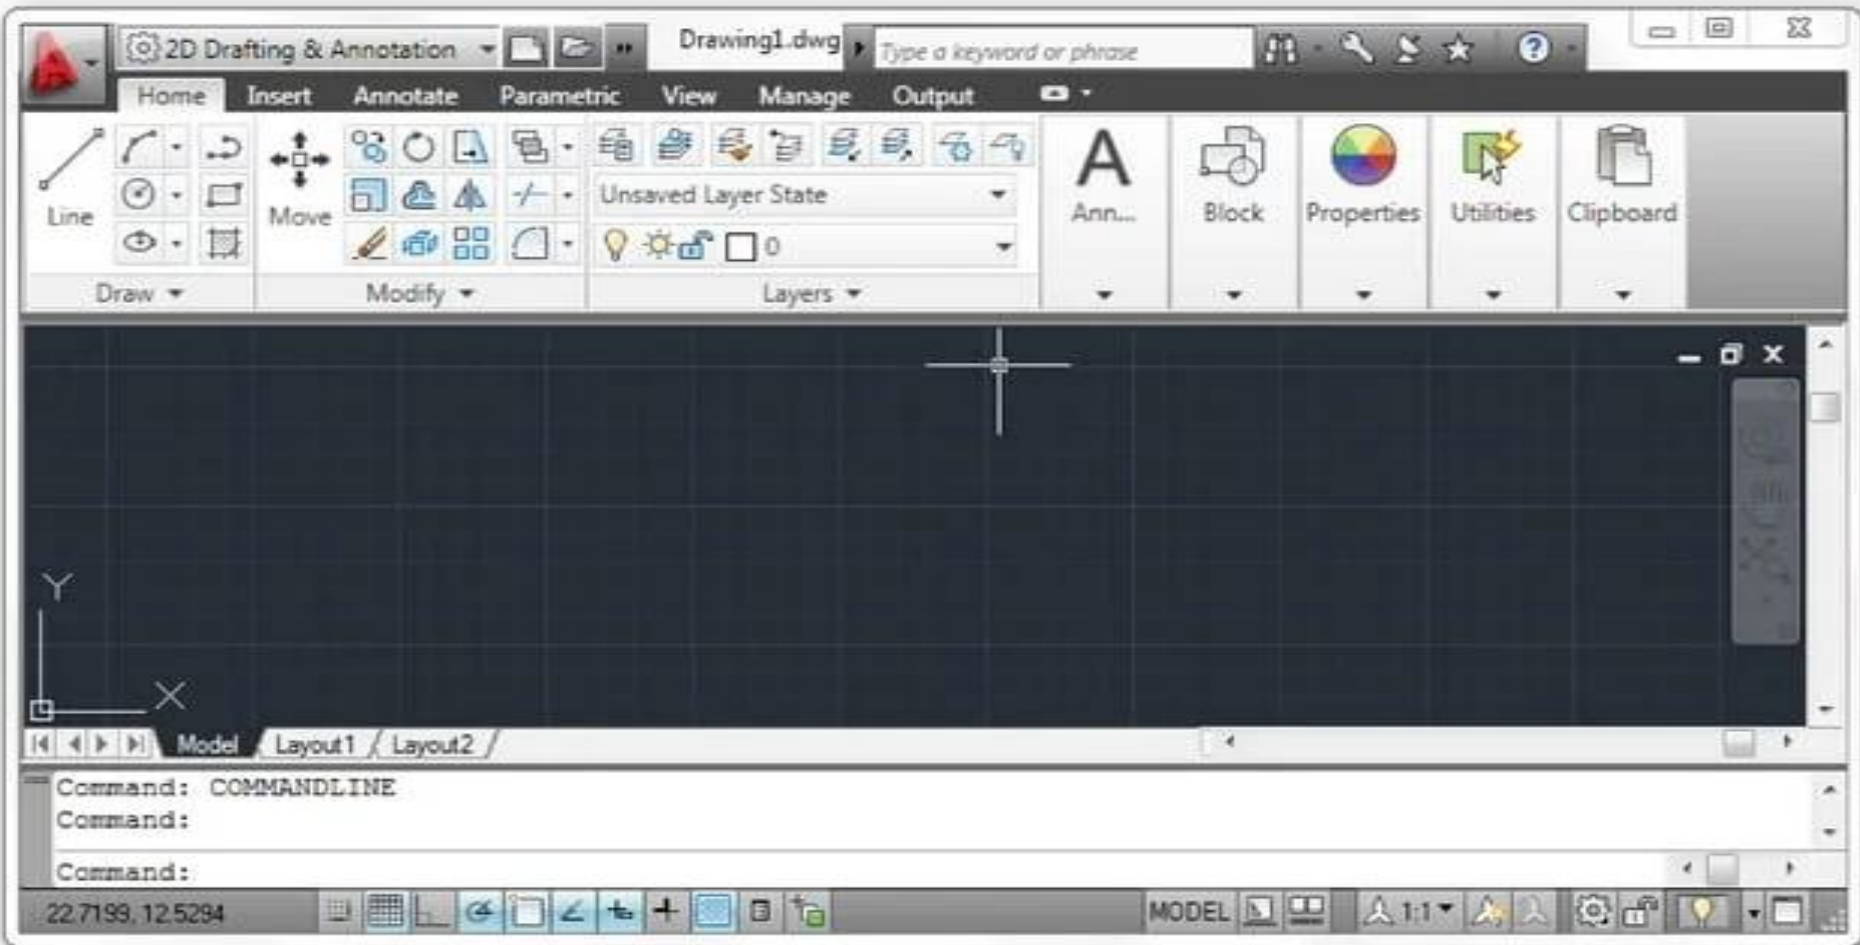 2D Drafting & Annotation Drawing1.dwg Type a keyword or phrase
Home Insert Annotate Parametric View Manage Output
Line Move Unsaved Layer State A Ann... Block Properties Utilities Clipboard
0
Draw Modify Layers
Y
X
Model Layout1 Layout2
Command: COMMANDLINE
Command:
Command:
22.7199, 12.5294 MODEL 1:1